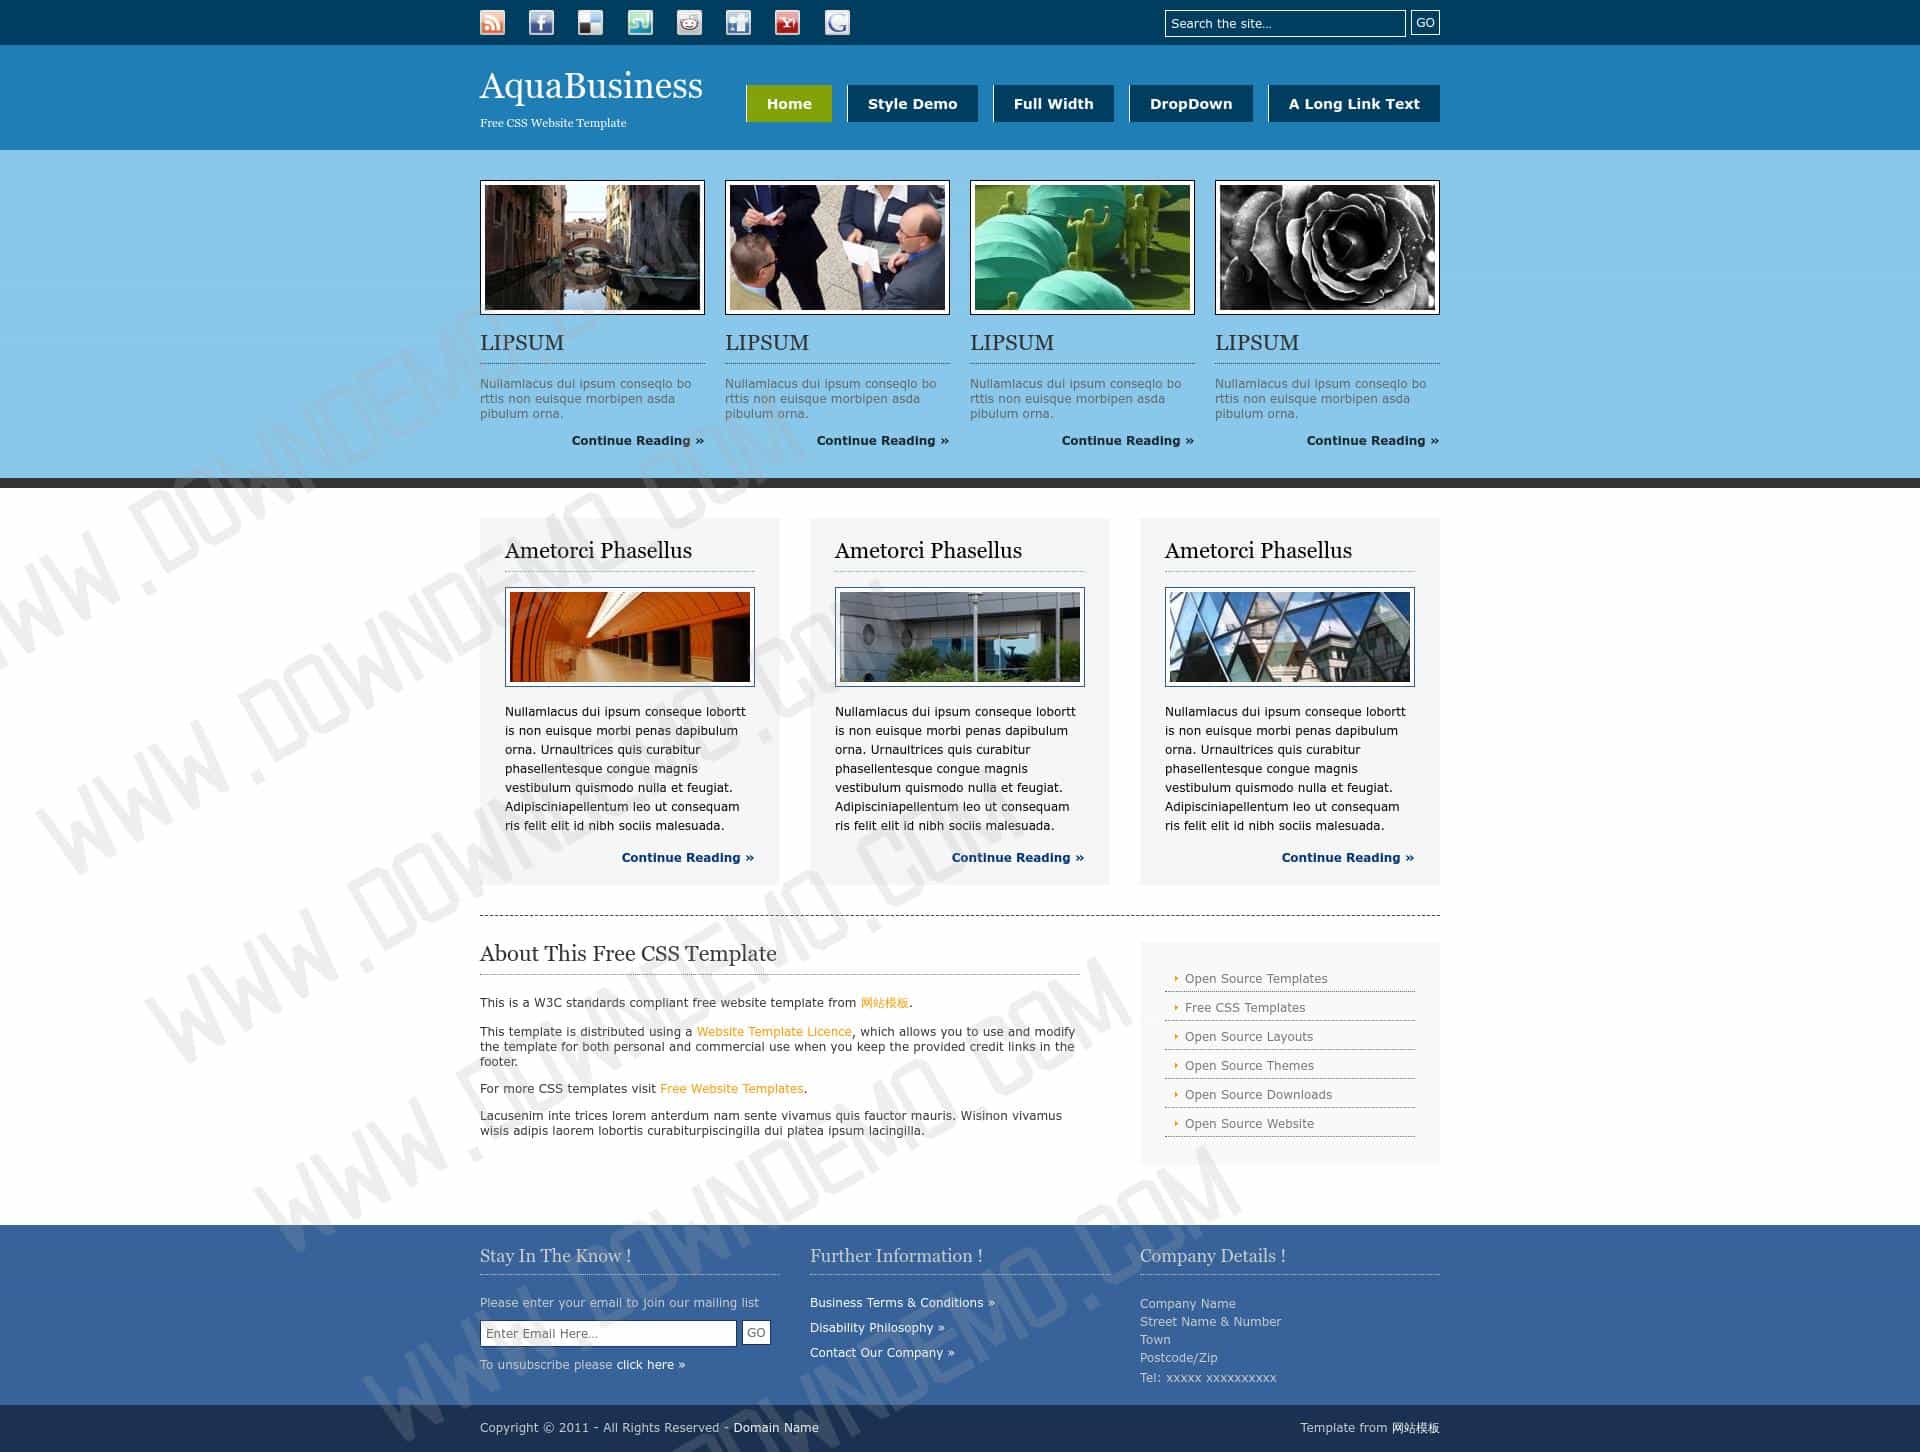 Search the site...
GO
AquaBusiness
Free CSS Website Template
Home
Style Demo
Full Width
DropDown
A Long Link Text
LIPSUM
Nullamlacus dui ipsum conseqlo bo
rttis non euisque morbipen asda
pibulum orna.
Continue Reading »
LIPSUM
Nullamlacus dui ipsum conseqlo bo
rttis non euisque morbipen asda
pibulum orna.
Continue Reading »
LIPSUM
Nullamlacus dui ipsum conseqlo bo
rttis non euisque morbipen asda
pibulum orna.
Continue Reading »
LIPSUM
Nullamlacus dui ipsum conseqlo bo
rttis non euisque morbipen asda
pibulum orna.
Continue Reading »
Ametorci Phasellus
Nullamlacus dui ipsum conseque lobortt
is non euisque morbi penas dapibulum
orna. Urnaultrices quis curabitur
phasellentesque congue magnis
vestibulum quismodo nulla et feugiat.
Adipisciniapellentum leo ut consequam
ris felit elit id nibh sociis malesuada.
Continue Reading »
Ametorci Phasellus
Nullamlacus dui ipsum conseque lobortt
is non euisque morbi penas dapibulum
orna. Urnaultrices quis curabitur
phasellentesque congue magnis
vestibulum quismodo nulla et feugiat.
Adipisciniapellentum leo ut consequam
ris felit elit id nibh sociis malesuada.
Continue Reading »
Ametorci Phasellus
Nullamlacus dui ipsum conseque lobortt
is non euisque morbi penas dapibulum
orna. Urnaultrices quis curabitur
phasellentesque congue magnis
vestibulum quismodo nulla et feugiat.
Adipisciniapellentum leo ut consequam
ris felit elit id nibh sociis malesuada.
Continue Reading »
About This Free CSS Template
This is a W3C standards compliant free website template from 网站模板.
This template is distributed using a Website Template Licence, which allows you to use and modify
the template for both personal and commercial use when you keep the provided credit links in the
footer.
For more CSS templates visit Free Website Templates.
Lacusenim inte trices lorem anterdum nam sente vivamus quis fauctor mauris. Wisinon vivamus
wisis adipis laorem lobortis curabiturpiscingilla dui platea ipsum lacingilla.
Open Source Templates
Free CSS Templates
Open Source Layouts
Open Source Themes
Open Source Downloads
Open Source Website
Stay In The Know !
Please enter your email to join our mailing list
Enter Email Here...
GO
To unsubscribe please click here »
Further Information !
Business Terms & Conditions »
Disability Philosophy »
Contact Our Company »
Company Details !
Company Name
Street Name & Number
Town
Postcode/Zip
Tel: xxxxx xxxxxxxxxx
Copyright © 2011 - All Rights Reserved - Domain Name
Template from 网站模板
WWW.DOWNDEMO.COM
WWW.DOWNDEMO.COM
WWW.DOWNDEMO.COM
WWW.DOWNDEMO.COM
WWW.DOWNDEMO.COM
WWW.DOWNDEMO.COM